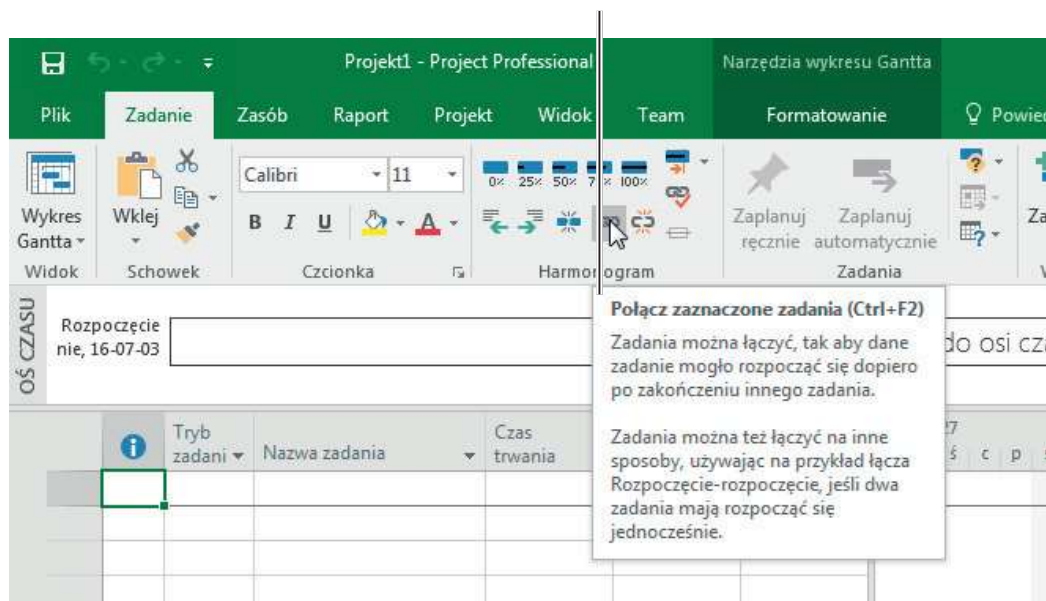 Projekt1 - Project Professional
Narzędzia wykresu Gantta
Plik
Zadanie
Zasób
Raport
Projekt
Widok
Team
Formatowanie
Wykres
Gantta
Wklej
Calibri
11
B I U
A
0% 25% 50% 100%
Zaplanuj
ręcznie
Zaplanuj
automatycznie
Widok
Schowek
Czcionka
Harmonogram
Zadania
OŚ CZASU
Rozpoczęcie
nie, 16-07-03
do osi
Połącz zaznaczone zadania (Ctrl+F2)
Zadania można łączyć, tak aby dane
zadanie mogło rozpocząć się dopiero
po zakończeniu innego zadania.
Zadania można też łączyć na inne
sposoby, używając na przykład łącza
Rozpoczęcie-rozpoczęcie, jeśli dwa
zadania mają rozpocząć się
jednocześnie.
Tryb
zadani
Nazwa zadania
Czas
trwania
ś c p